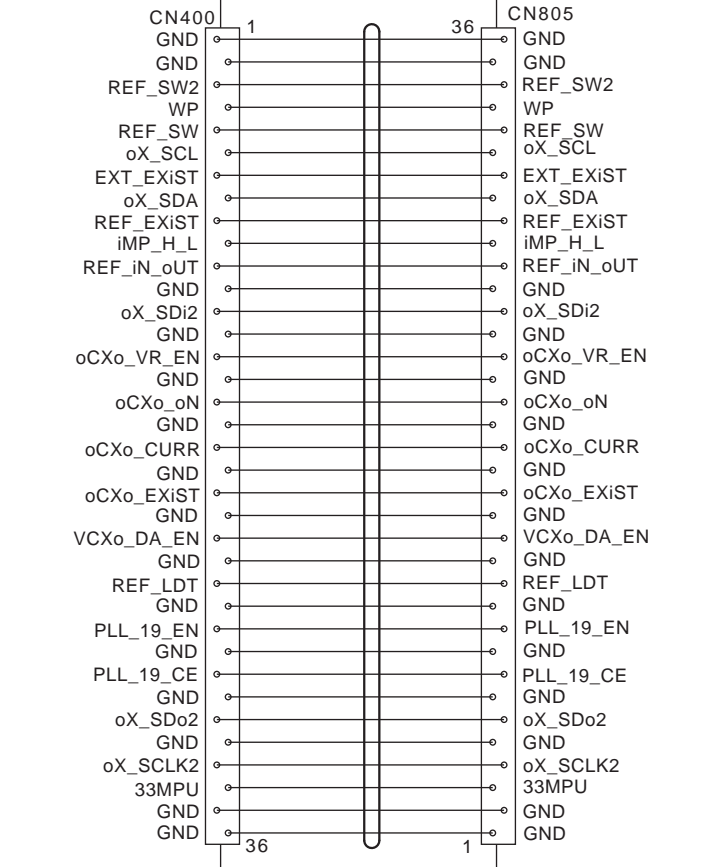 CN400 CN805
1 36
GND GND
GND GND
REF_SW2 REF_SW2
WP WP
REF_SW REF_SW
oX_SCL oX_SCL
EXT_EXiST EXT_EXiST
oX_SDA oX_SDA
REF_EXiST REF_EXiST
iMP_H_L iMP_H_L
REF_iN_oUT REF_iN_oUT
GND GND
oX_SDi2 oX_SDi2
GND GND
oCXo_VR_EN oCXo_VR_EN
GND GND
oCXo_oN oCXo_oN
GND GND
oCXo_CURR oCXo_CURR
GND GND
oCXo_EXiST oCXo_EXiST
GND GND
VCXo_DA_EN VCXo_DA_EN
GND GND
REF_LDT REF_LDT
GND GND
PLL_19_EN PLL_19_EN
GND GND
PLL_19_CE PLL_19_CE
GND GND
oX_SDo2 oX_SDo2
GND GND
oX_SCLK2 oX_SCLK2
33MPU 33MPU
GND GND
GND GND
36 1